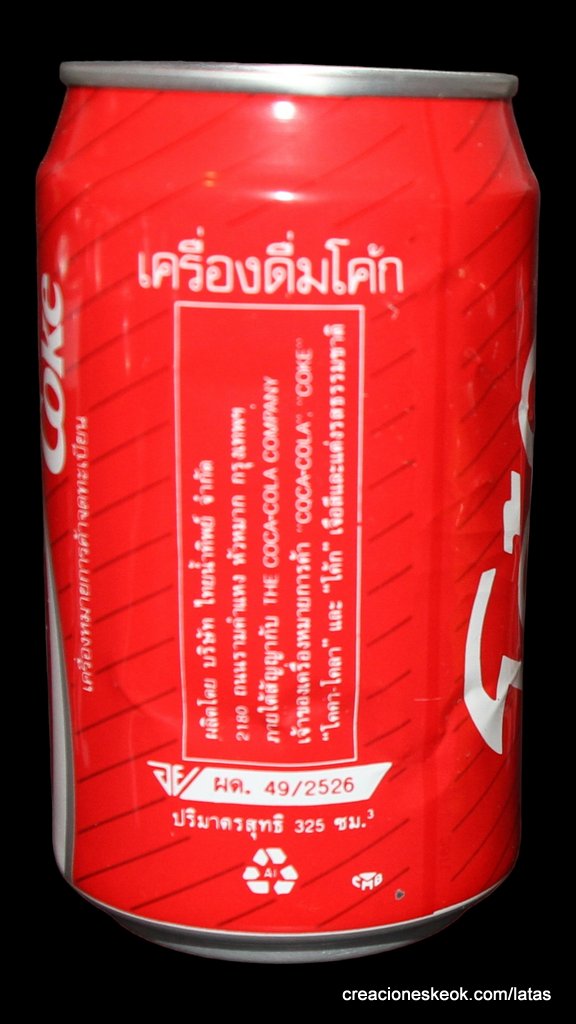 เครื่องดื่มโค้ก
Coke
เครื่องหมายการค้าจดทะเบียน
ผลิตโดย บริษัท ไทยน้ำทิพย์ จำกัด
2180 ถนนรามคำแหง หัวหมาก กรุงเทพฯ
ภายใต้สัญญากับ THE COCA-COLA COMPANY
เจ้าของเครื่องหมายการค้า "COCA-COLA", "COKE"
"โคคา-โคลา" และ "โค้ก" เจือสีและแต่งรสธรรมชาติ
อย
ผด. 49/2526
ปริมาตรสุทธิ 325 ซม.³
Al
CMB
creacioneskeok.com/latas